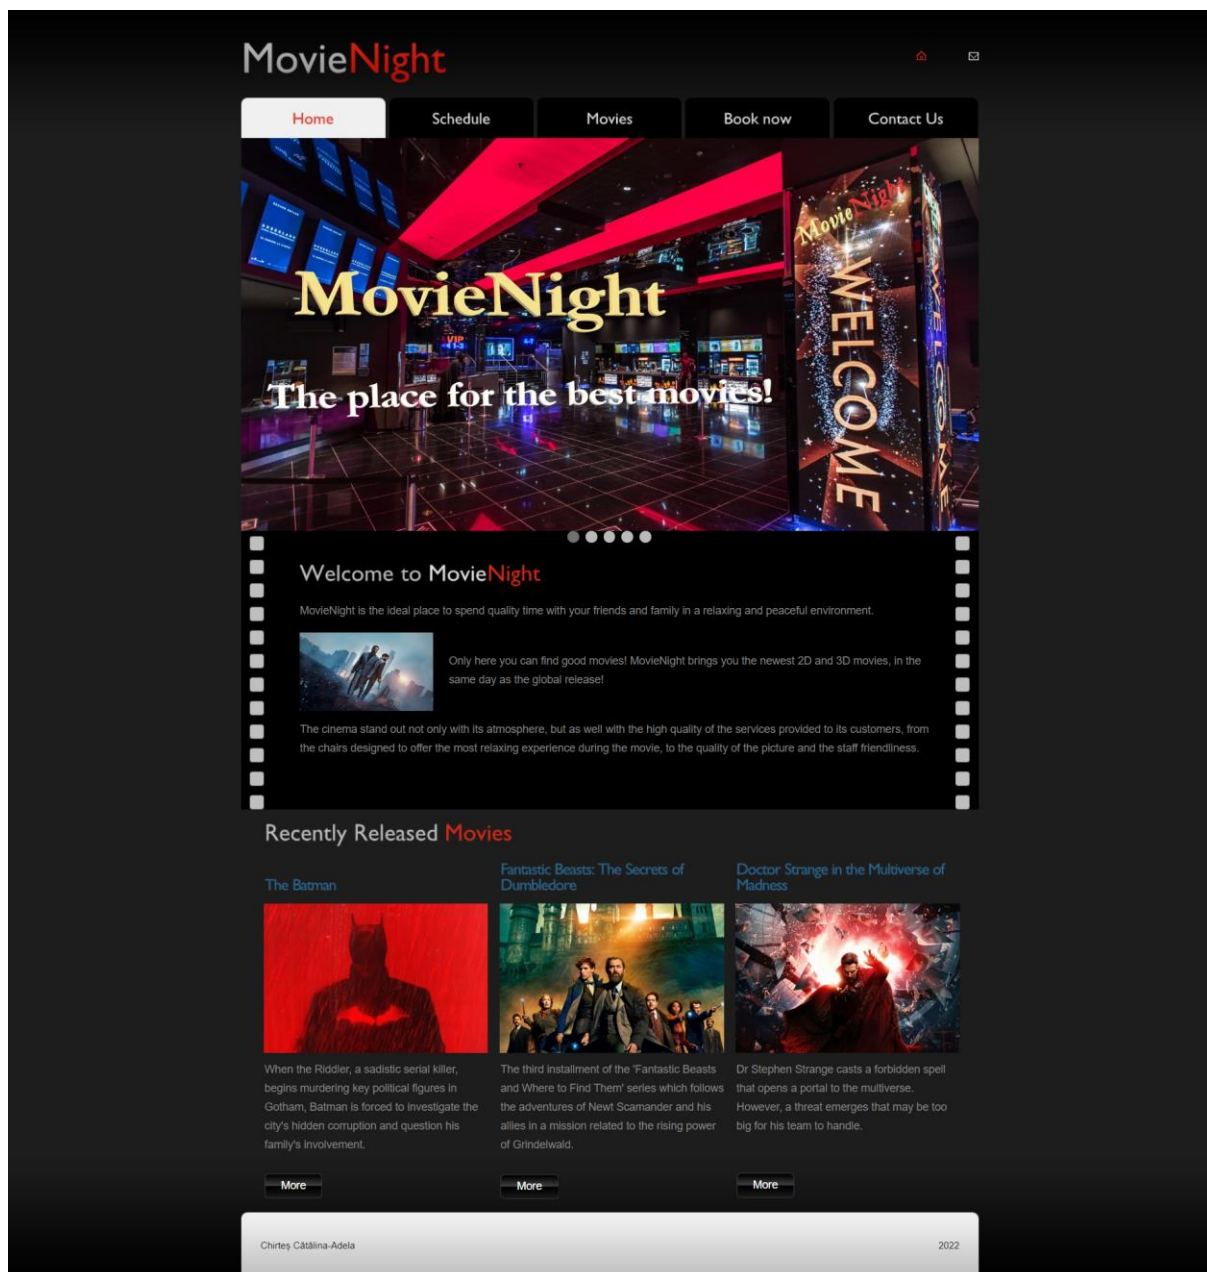 MovieNight
Home
Schedule
Movies
Book now
Contact Us
MovieNight
WELCOME
WELCOME
MovieNight
VIP
The place for the best movies!
Welcome to MovieNight
MovieNight is the ideal place to spend quality time with your friends and family in a relaxing and peaceful environment.
Only here you can find good movies! MovieNight brings you the newest 2D and 3D movies, in the
same day as the global release!
The cinema stand out not only with its atmosphere, but as well with the high quality of the services provided to its customers, from
the chairs designed to offer the most relaxing experience during the movie, to the quality of the picture and the staff friendliness.
Recently Released Movies
The Batman
When the Riddler, a sadistic serial killer,
begins murdering key political figures in
Gotham, Batman is forced to investigate the
city's hidden corruption and question his
family's involvement.
More
Fantastic Beasts: The Secrets of
Dumbledore
The third installment of the 'Fantastic Beasts
and Where to Find Them' series which follows
the adventures of Newt Scamander and his
allies in a mission related to the rising power
of Grindelwald.
More
Doctor Strange in the Multiverse of
Madness
Dr Stephen Strange casts a forbidden spell
that opens a portal to the multiverse.
However, a threat emerges that may be too
big for his team to handle.
More
Chirteș Cătălina-Adela
2022